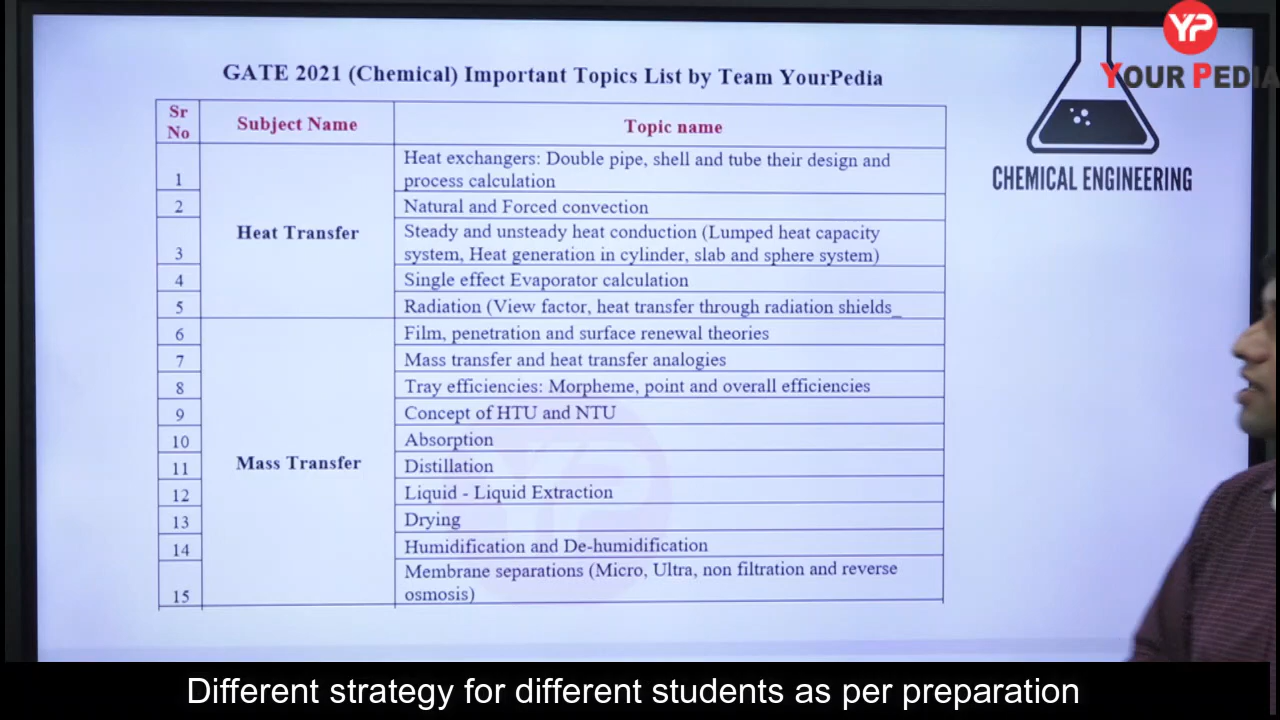 YP
YOUR PEDIA
GATE 2021 (Chemical) Important Topics List by Team YourPedia
Sr No
Subject Name
Topic name
1
Heat Transfer
Heat exchangers: Double pipe, shell and tube their design and
process calculation
2
Natural and Forced convection
3
Steady and unsteady heat conduction (Lumped heat capacity
system, Heat generation in cylinder, slab and sphere system)
4
Single effect Evaporator calculation
5
Radiation (View factor, heat transfer through radiation shields_
6
Mass Transfer
Film, penetration and surface renewal theories
7
Mass transfer and heat transfer analogies
8
Tray efficiencies: Morpheme, point and overall efficiencies
9
Concept of HTU and NTU
10
Absorption
11
Distillation
12
Liquid - Liquid Extraction
13
Drying
14
Humidification and De-humidification
15
Membrane separations (Micro, Ultra, non filtration and reverse
osmosis)
YP
CHEMICAL ENGINEERING
Different strategy for different students as per preparation